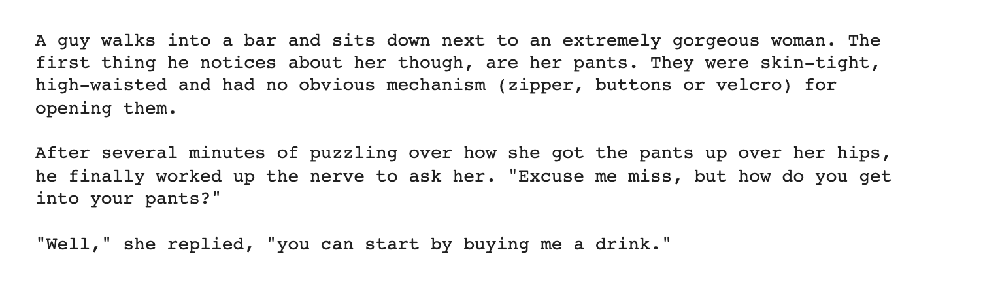 A guy walks into a bar and sits down next to an extremely gorgeous woman. The
first thing he notices about her though, are her pants. They were skin-tight,
high-waisted and had no obvious mechanism (zipper, buttons or velcro) for
opening them.
After several minutes of puzzling over how she got the pants up over her hips,
he finally worked up the nerve to ask her. "Excuse me miss, but how do you get
into your pants?"
"Well," she replied, "you can start by buying me a drink."